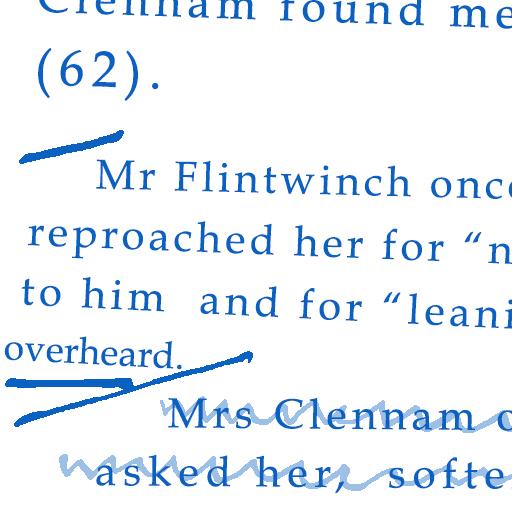 Clennam found me
(62).
Mr Flintwinch once
reproached her for “n
to him and for “leani
overheard.
Mrs Clennam o
asked her, softe